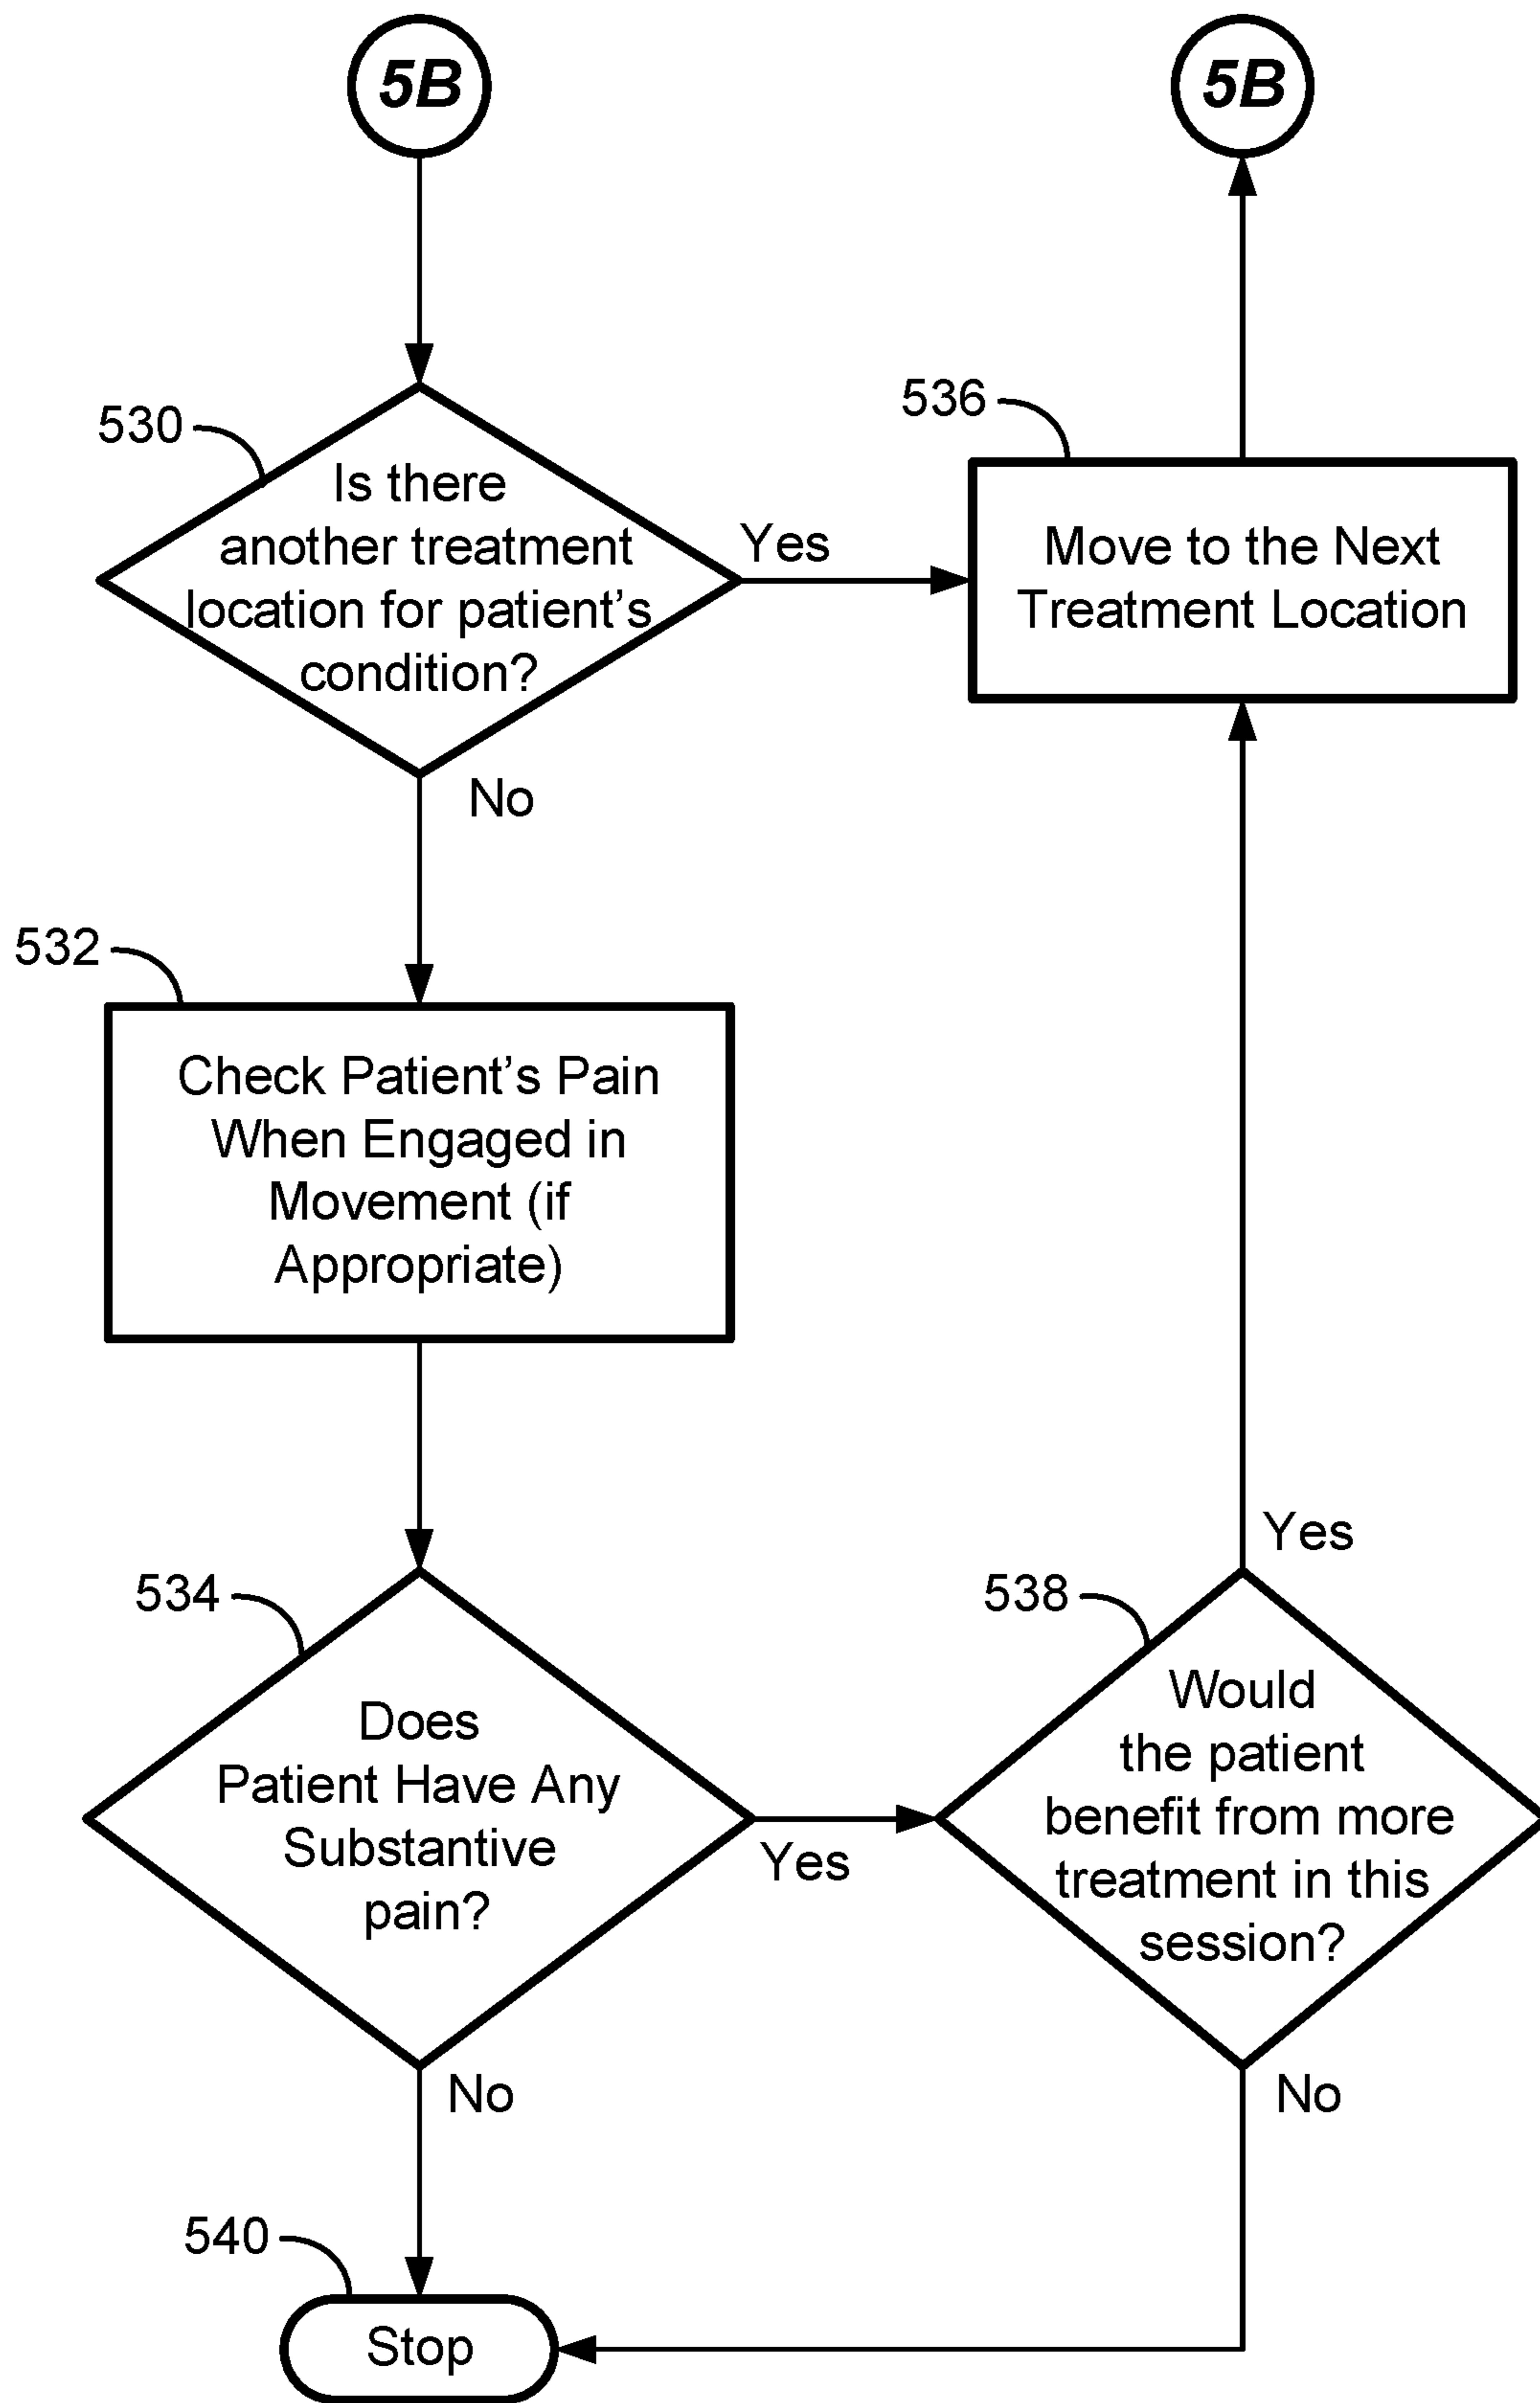 5B
5B
530
Is there
another treatment
location for patient's
condition?
Yes
No
536
Move to the Next
Treatment Location
532
Check Patient's Pain
When Engaged in
Movement (if
Appropriate)
534
Does
Patient Have Any
Substantive
pain?
Yes
No
538
Would
the patient
benefit from more
treatment in this
session?
Yes
No
540
Stop